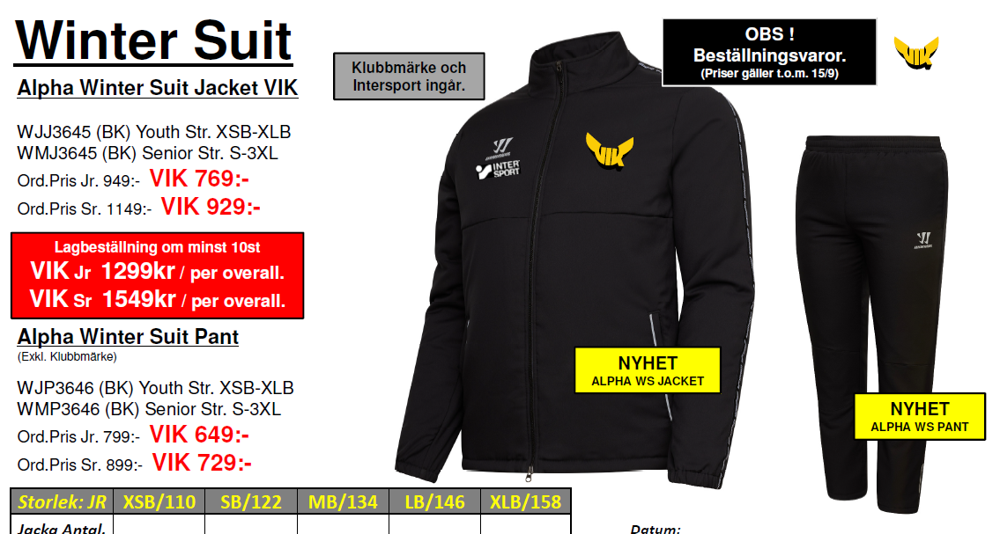 Winter Suit
Alpha Winter Suit Jacket VIK
WJJ3645 (BK) Youth Str. XSB-XLB
WMJ3645 (BK) Senior Str. S-3XL
Ord.Pris Jr. 949:- VIK 769:-
Ord.Pris Sr. 1149:- VIK 929:-
Lagbeställning om minst 10st
VIK Jr 1299kr / per overall.
VIK Sr 1549kr / per overall.
Alpha Winter Suit Pant
(Exkl. Klubbmärke)
WJP3646 (BK) Youth Str. XSB-XLB
WMP3646 (BK) Senior Str. S-3XL
Ord.Pris Jr. 799:- VIK 649:-
Ord.Pris Sr. 899:- VIK 729:-
Klubbmärke och
Intersport ingår.
OBS !
Beställningsvaror.
(Priser gäller t.o.m. 15/9)
VIK
INTER
SPORT
VIK
NYHET
ALPHA WS JACKET
NYHET
ALPHA WS PANT
Storlek: JR XSB/110 SB/122 MB/134 LB/146 XLB/158
Jacka Antal.
Datum: